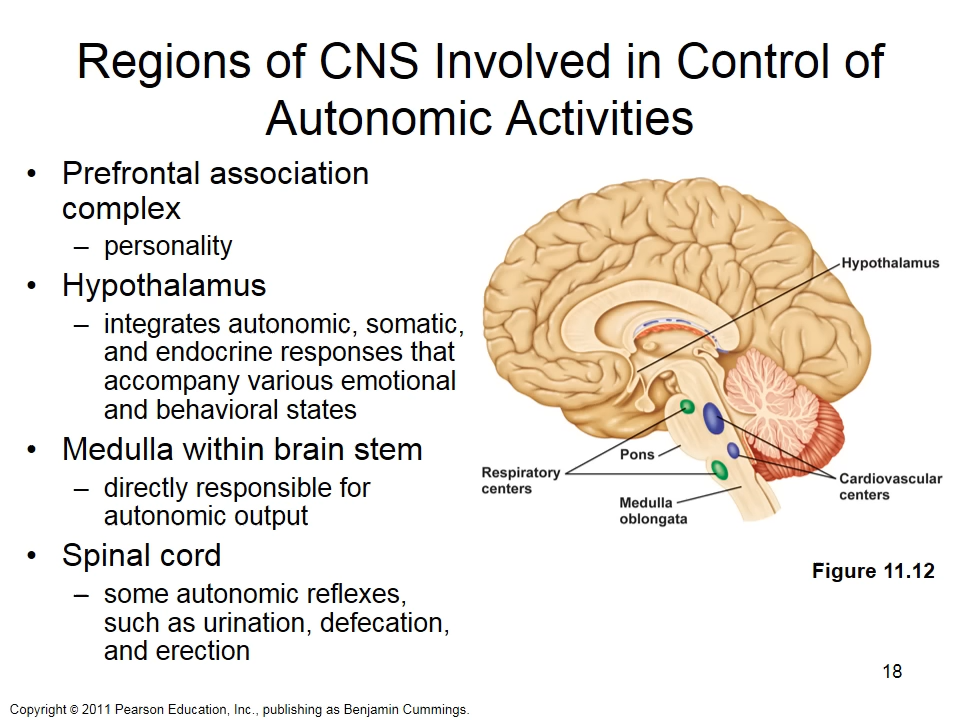 Regions of CNS Involved in Control of
Autonomic Activities
• Prefrontal association
complex
– personality
• Hypothalamus
– integrates autonomic, somatic,
and endocrine responses that
accompany various emotional
and behavioral states
• Medulla within brain stem
– directly responsible for
autonomic output
• Spinal cord
– some autonomic reflexes,
such as urination, defecation,
and erection
Hypothalamus
Pons
Respiratory
centers
Medulla
oblongata
Cardiovascular
centers
Figure 11.12
18
Copyright © 2011 Pearson Education, Inc., publishing as Benjamin Cummings.